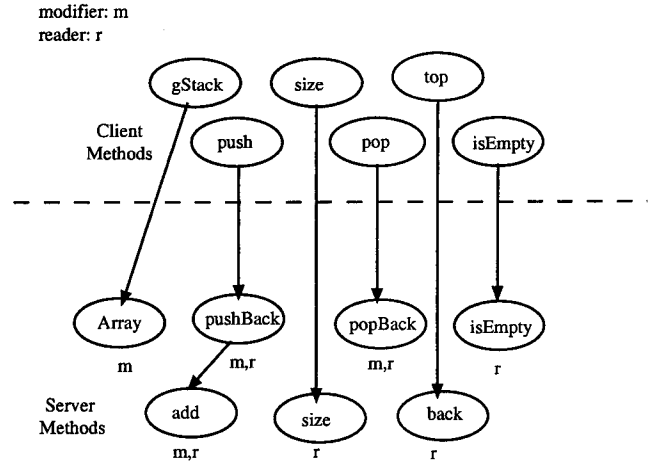 modifier: m
reader: r
gStack
size
top
Client
Methods
push
pop
isEmpty
Array
pushBack
popBack
isEmpty
m
m,r
m,r
r
Server
Methods
add
size
back
m,r
r
r